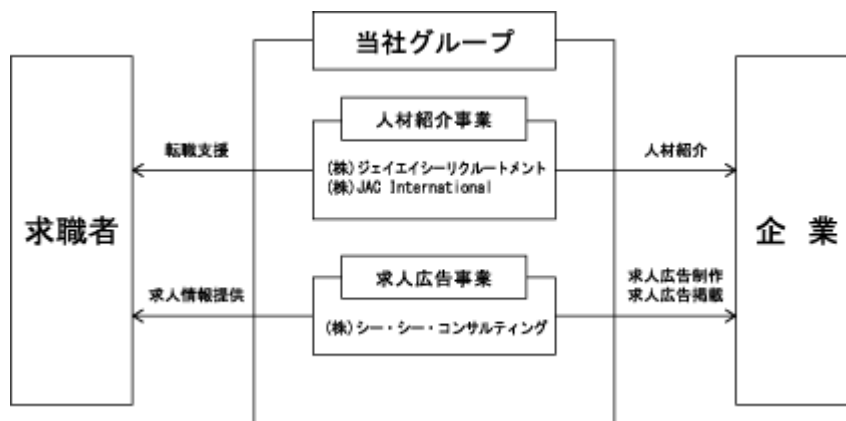 当社グループ
求職者
転職支援
人材紹介事業
(株)ジェイエイシーリクルートメント
(株)JAC International
人材紹介
企 業
求人情報提供
求人広告事業
(株)シー・シー・コンサルティング
求人広告制作
求人広告掲載